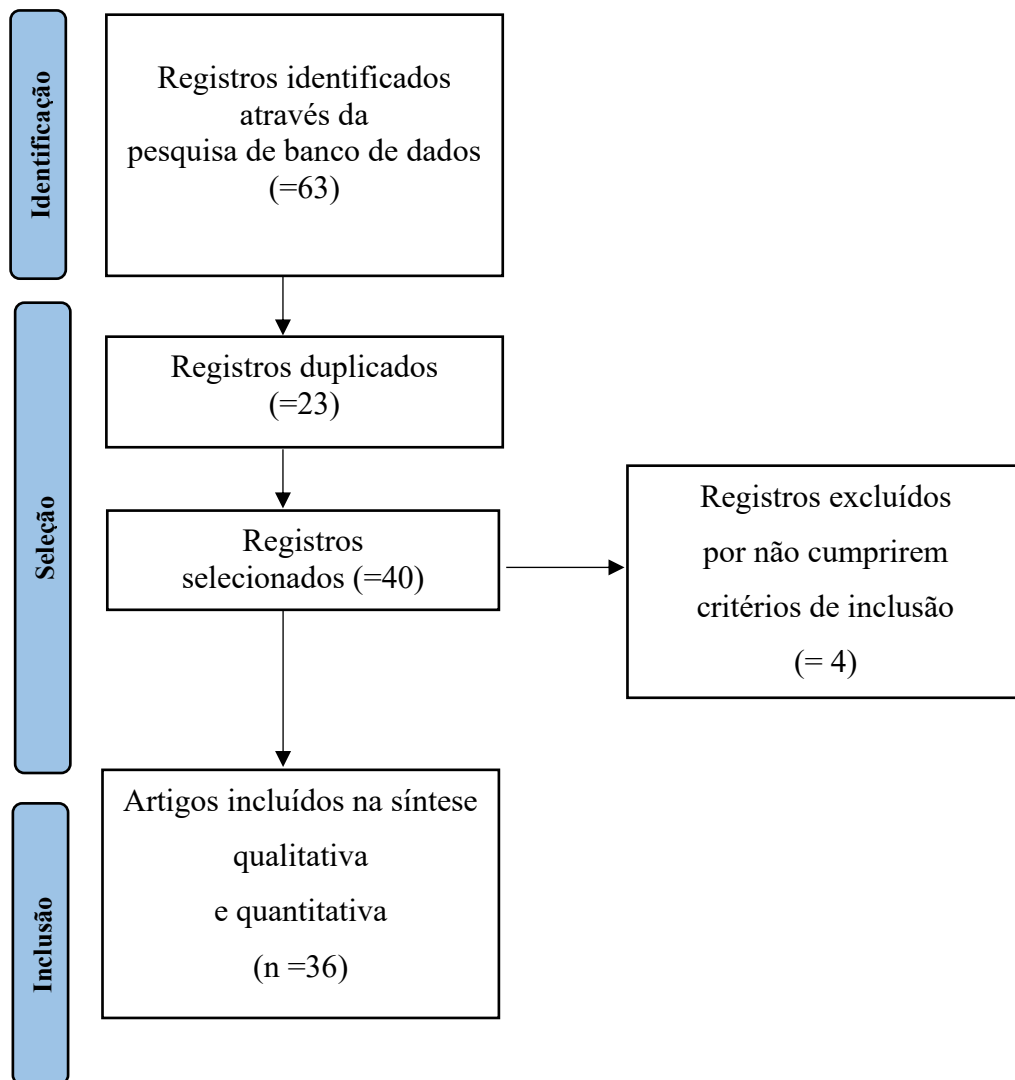 Identificação
Registros identificados
através da
pesquisa de banco de dados
(=63)
Seleção
Registros duplicados
(=23)
Registros
selecionados (=40)
Registros excluídos
por não cumprirem
critérios de inclusão
(= 4)
Inclusão
Artigos incluídos na síntese
qualitativa
e quantitativa
(n =36)